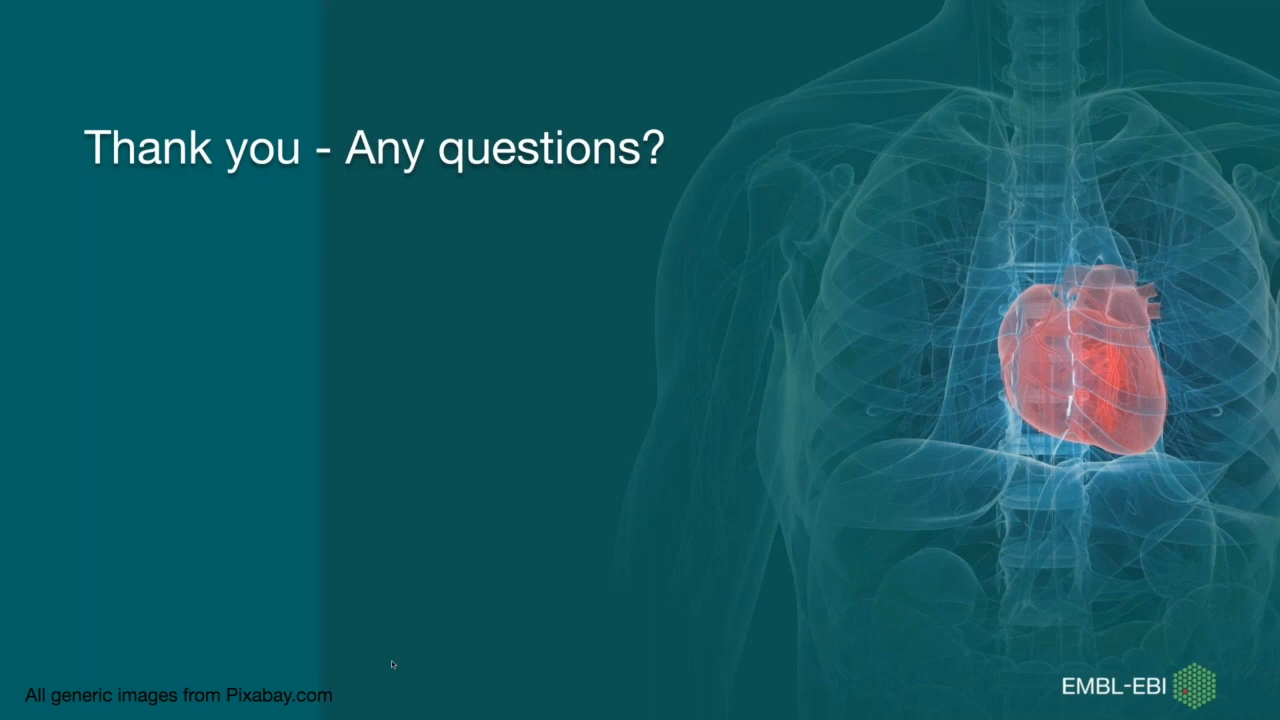 Thank you - Any questions?
All generic images from Pixabay.com
EMBL-EBI